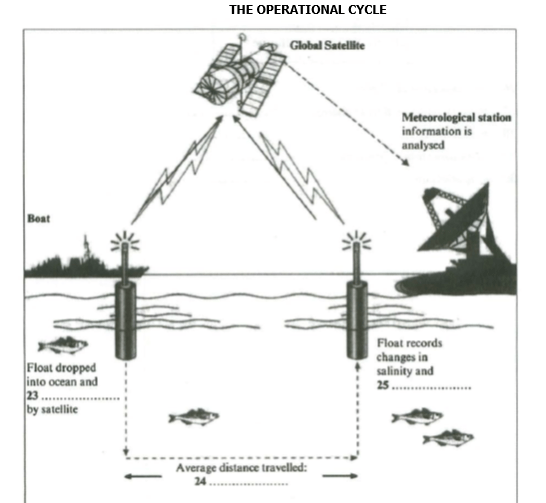 THE OPERATIONAL CYCLE
Global Satellite
Meteorological station
information is
analysed
Boat
Float dropped
into ocean and
23 ....................
by satellite
Float records
changes in
salinity and
25 ....................
Average distance travelled:
24 ....................